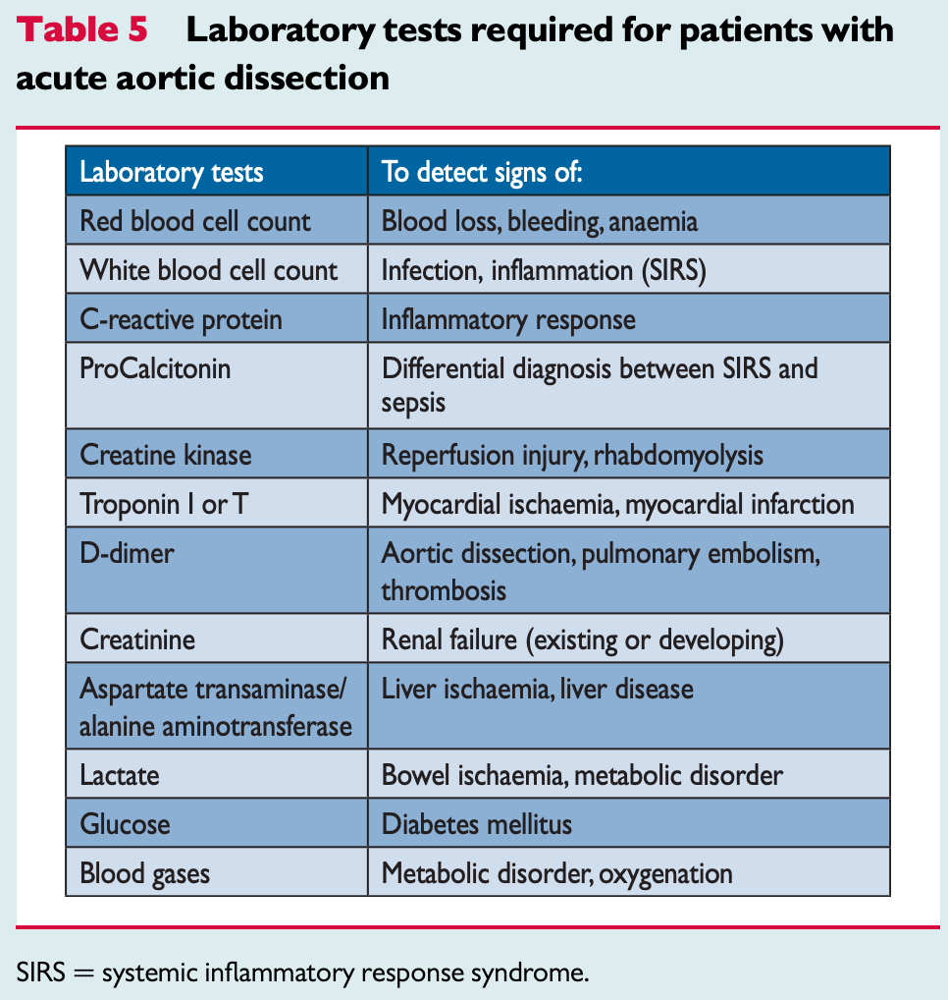 Table 5 Laboratory tests required for patients with
acute aortic dissection
Laboratory tests To detect signs of:
Red blood cell count Blood loss, bleeding, anaemia
White blood cell count Infection, inflammation (SIRS)
C-reactive protein Inflammatory response
ProCalcitonin Differential diagnosis between SIRS and
sepsis
Creatine kinase Reperfusion injury, rhabdomyolysis
Troponin I or T Myocardial ischaemia, myocardial infarction
D-dimer Aortic dissection, pulmonary embolism,
thrombosis
Creatinine Renal failure (existing or developing)
Aspartate transaminase/ Liver ischaemia, liver disease
alanine aminotransferase
Lactate Bowel ischaemia, metabolic disorder
Glucose Diabetes mellitus
Blood gases Metabolic disorder, oxygenation
SIRS = systemic inflammatory response syndrome.